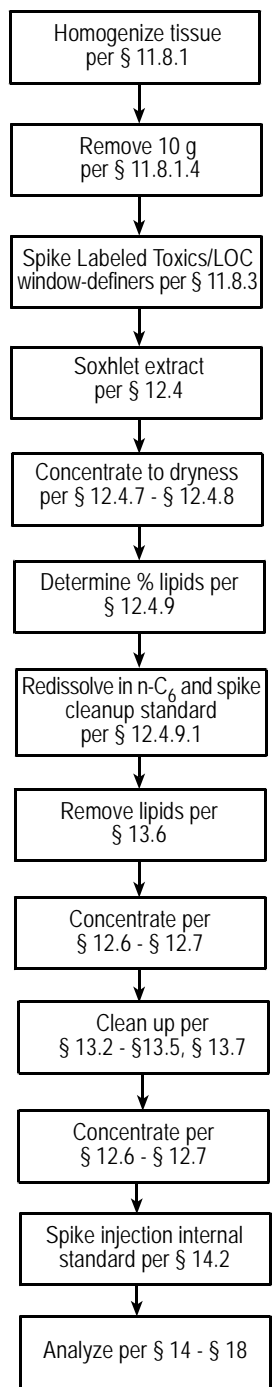 Homogenize tissue
per § 11.8.1
Remove 10 g
per § 11.8.1.4
Spike Labeled Toxics/LOC
window-definers per § 11.8.3
Soxhlet extract
per § 12.4
Concentrate to dryness
per § 12.4.7 - § 12.4.8
Determine % lipids per
§ 12.4.9
Redissolve in n-C₆ and spike
cleanup standard
per § 12.4.9.1
Remove lipids per
§ 13.6
Concentrate per
§ 12.6 - § 12.7
Clean up per
§ 13.2 - §13.5, § 13.7
Concentrate per
§ 12.6 - § 12.7
Spike injection internal
standard per § 14.2
Analyze per § 14 - § 18